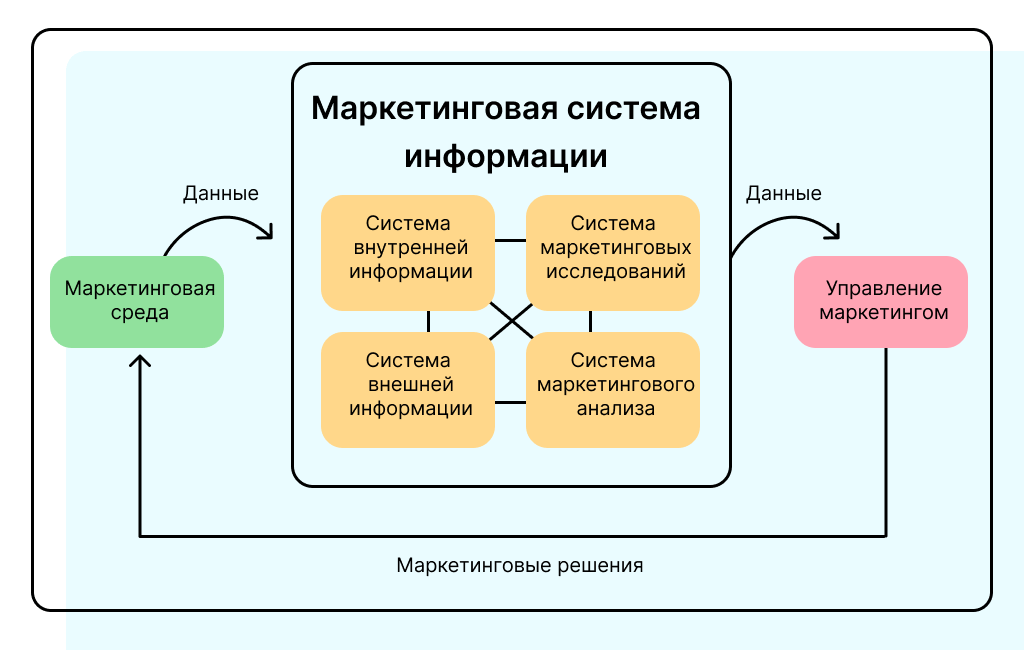 Маркетинговая система
информации
Данные
Данные
Система
внутренней
информации
Система
маркетинговых
исследований
Маркетинговая
среда
Управление
маркетингом
Система
внешней
информации
Система
маркетингового
анализа
Маркетинговые решения